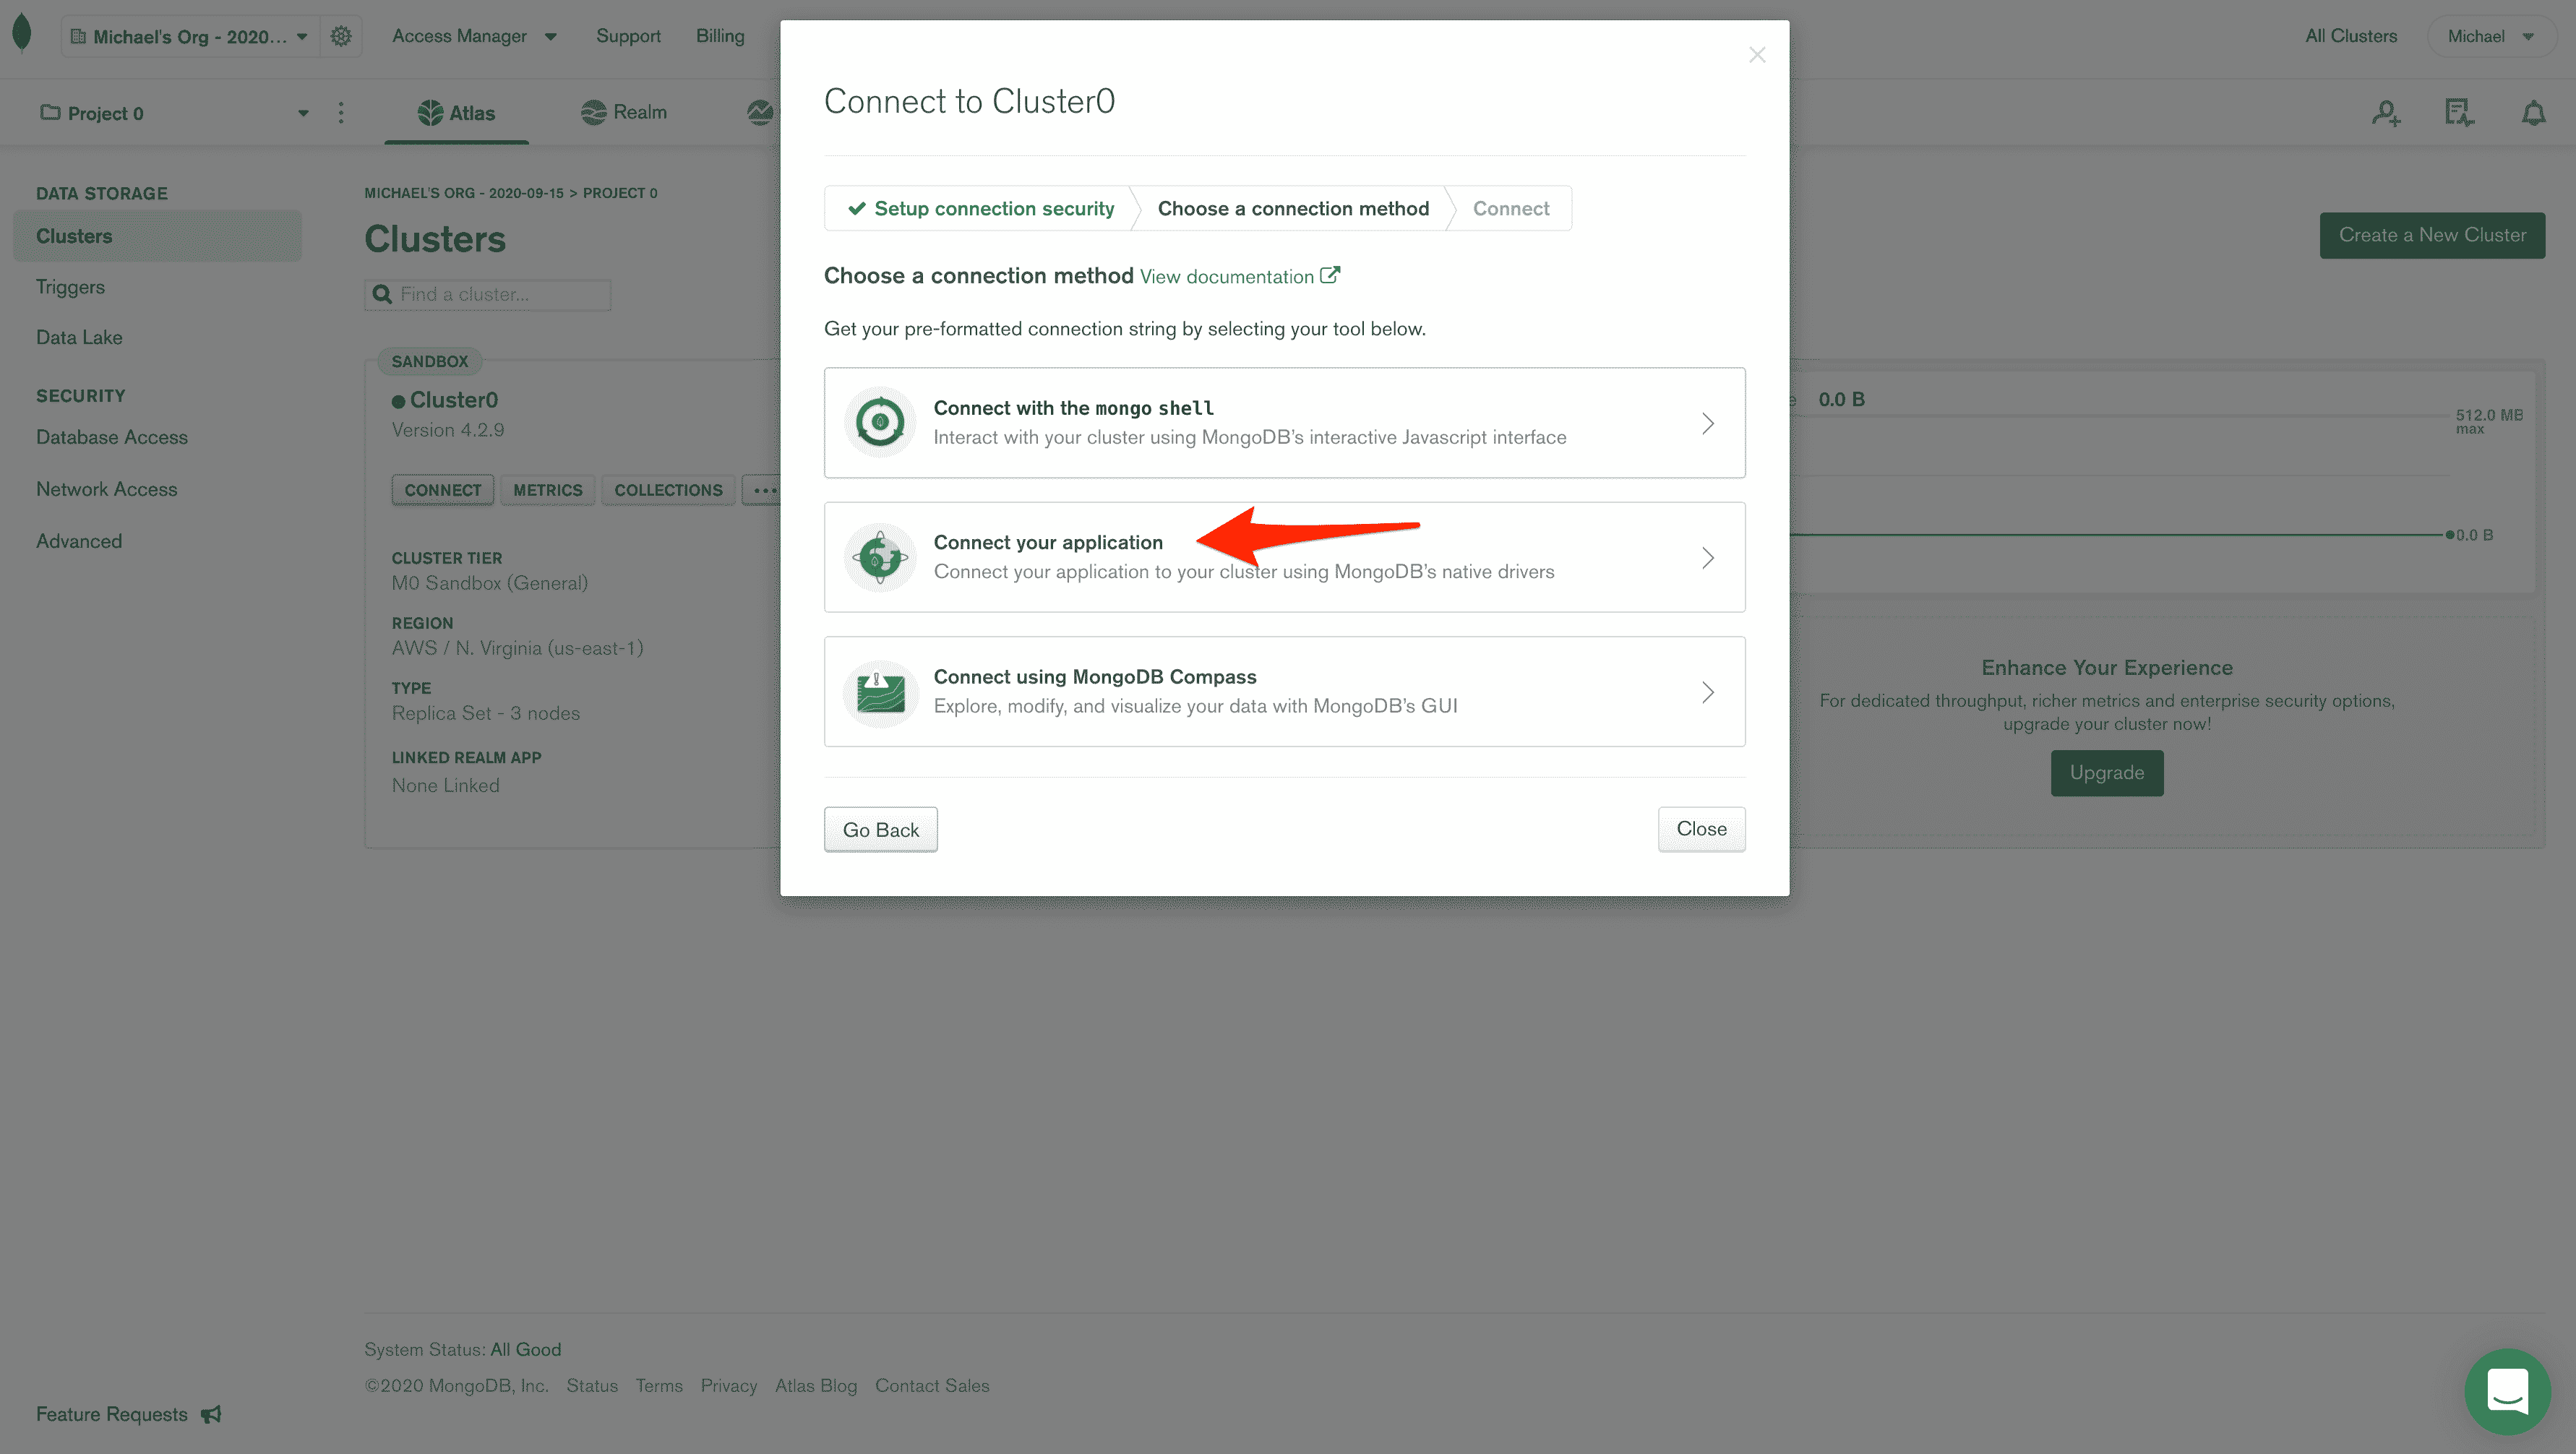 Michael's Org - 2020...
Access Manager
Support
Billing
All Clusters
Michael
Project 0
Atlas
Realm
DATA STORAGE
Clusters
Triggers
Data Lake
SECURITY
Database Access
Network Access
Advanced
Feature Requests
MICHAEL'S ORG - 2020-09-15 > PROJECT 0
Clusters
Find a cluster...
Create a New Cluster
SANDBOX
Cluster0
Version 4.2.9
CONNECT
METRICS
COLLECTIONS
...
CLUSTER TIER
M0 Sandbox (General)
REGION
AWS / N. Virginia (us-east-1)
TYPE
Replica Set - 3 nodes
LINKED REALM APP
None Linked
Connect to Cluster0
Setup connection security
Choose a connection method
Connect
Choose a connection method View documentation
Get your pre-formatted connection string by selecting your tool below.
Connect with the mongo shell
Interact with your cluster using MongoDB's interactive Javascript interface
Connect your application
Connect your application to your cluster using MongoDB's native drivers
Connect using MongoDB Compass
Explore, modify, and visualize your data with MongoDB's GUI
Go Back
Close
0.0 B
512.0 MB
max
0.0 B
Enhance Your Experience
For dedicated throughput, richer metrics and enterprise security options,
upgrade your cluster now!
Upgrade
System Status: All Good
©2020 MongoDB, Inc. Status Terms Privacy Atlas Blog Contact Sales